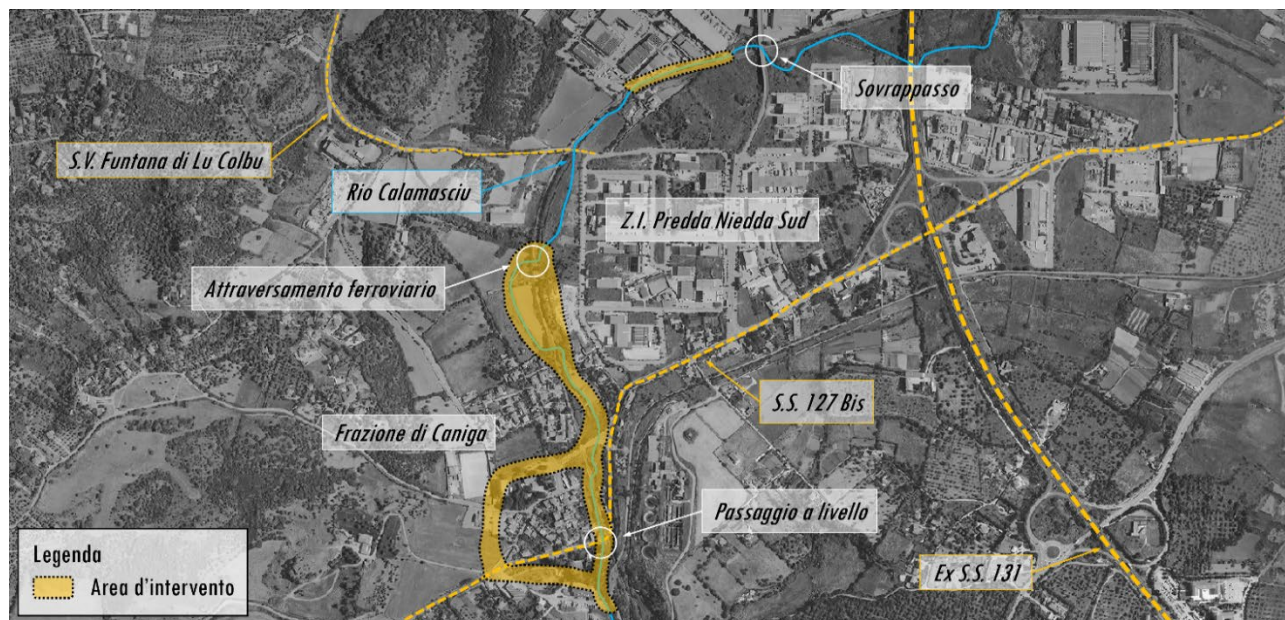 Sovrappasso
S.V. Funtana di Lu Colbu
Rio Calamasciu
Z.I. Predda Niedda Sud
Attraversamento ferroviario
S.S. 127 Bis
Frazione di Caniga
Passaggio a livello
Ex S.S. 131
Legenda
Area d'intervento